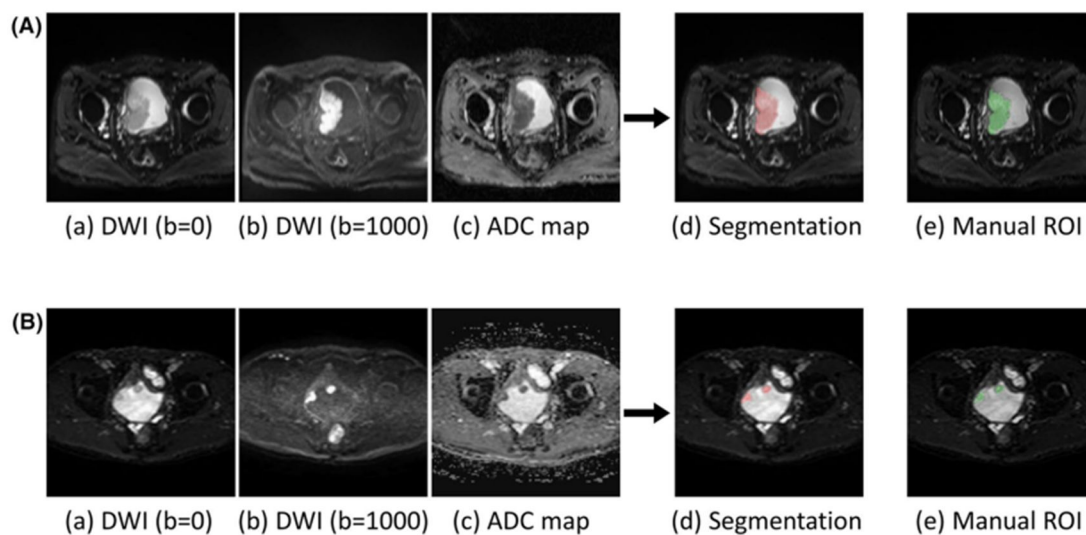 (A)
(a) DWI (b=0) (b) DWI (b=1000) (c) ADC map (d) Segmentation (e) Manual ROI
(B)
(a) DWI (b=0) (b) DWI (b=1000) (c) ADC map (d) Segmentation (e) Manual ROI